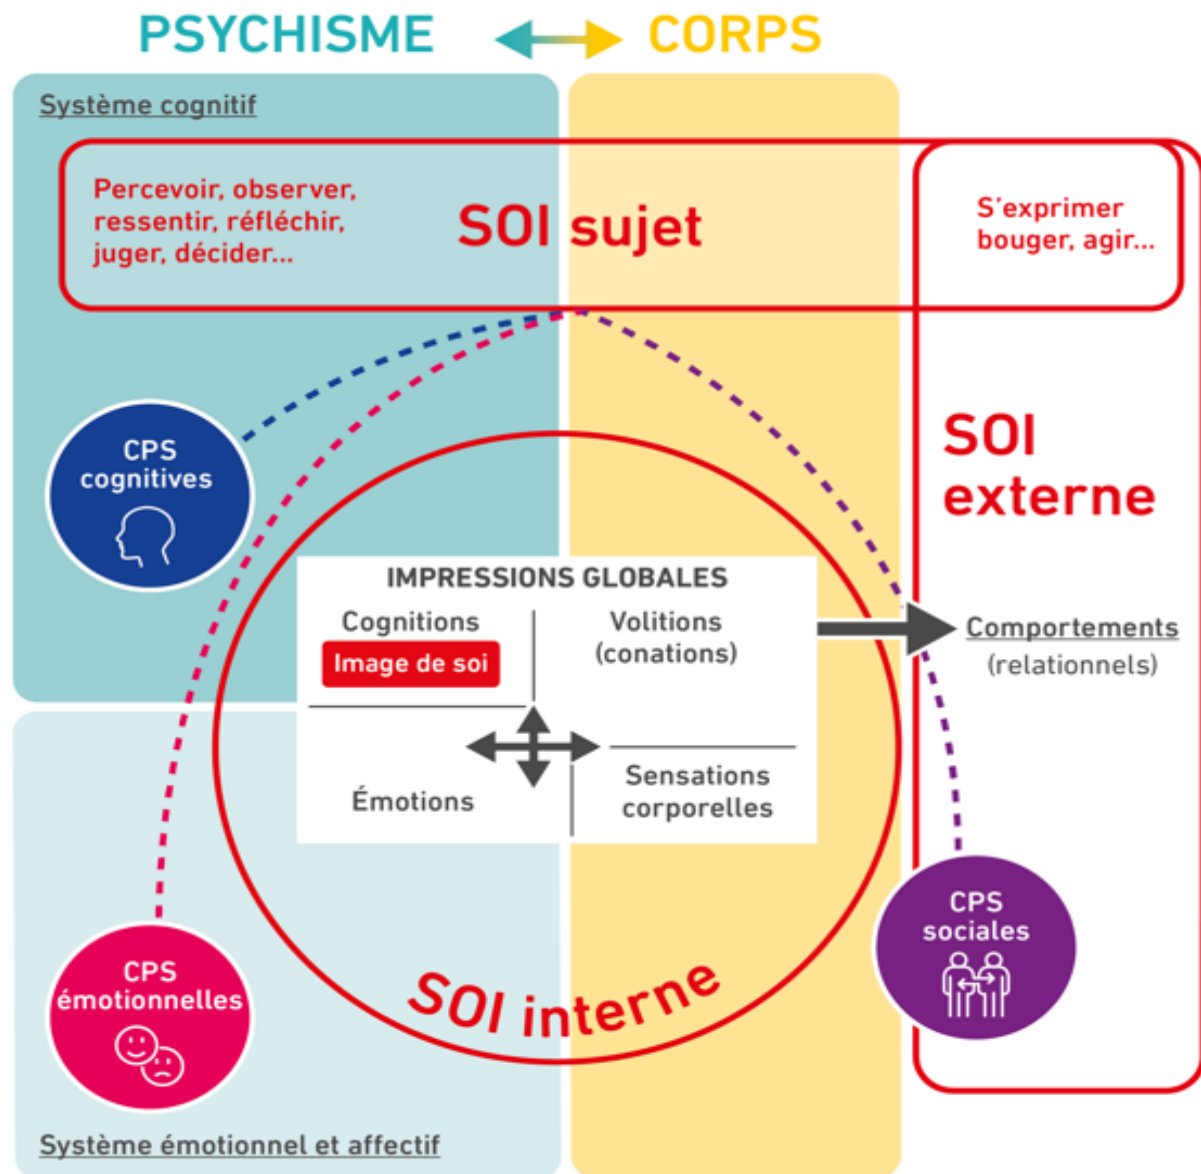 PSYCHISME CORPS
Système cognitif
Percevoir, observer,
ressentir, réfléchir,
juger, décider...
SOI sujet
S'exprimer
bouger, agir...
CPS
cognitives
SOI
externe
IMPRESSIONS GLOBALES
Cognitions
Image de soi
Volitions
(conations)
Comportements
(relationnels)
Émotions
Sensations
corporelles
CPS
sociales
CPS
émotionnelles
SOI interne
Système émotionnel et affectif